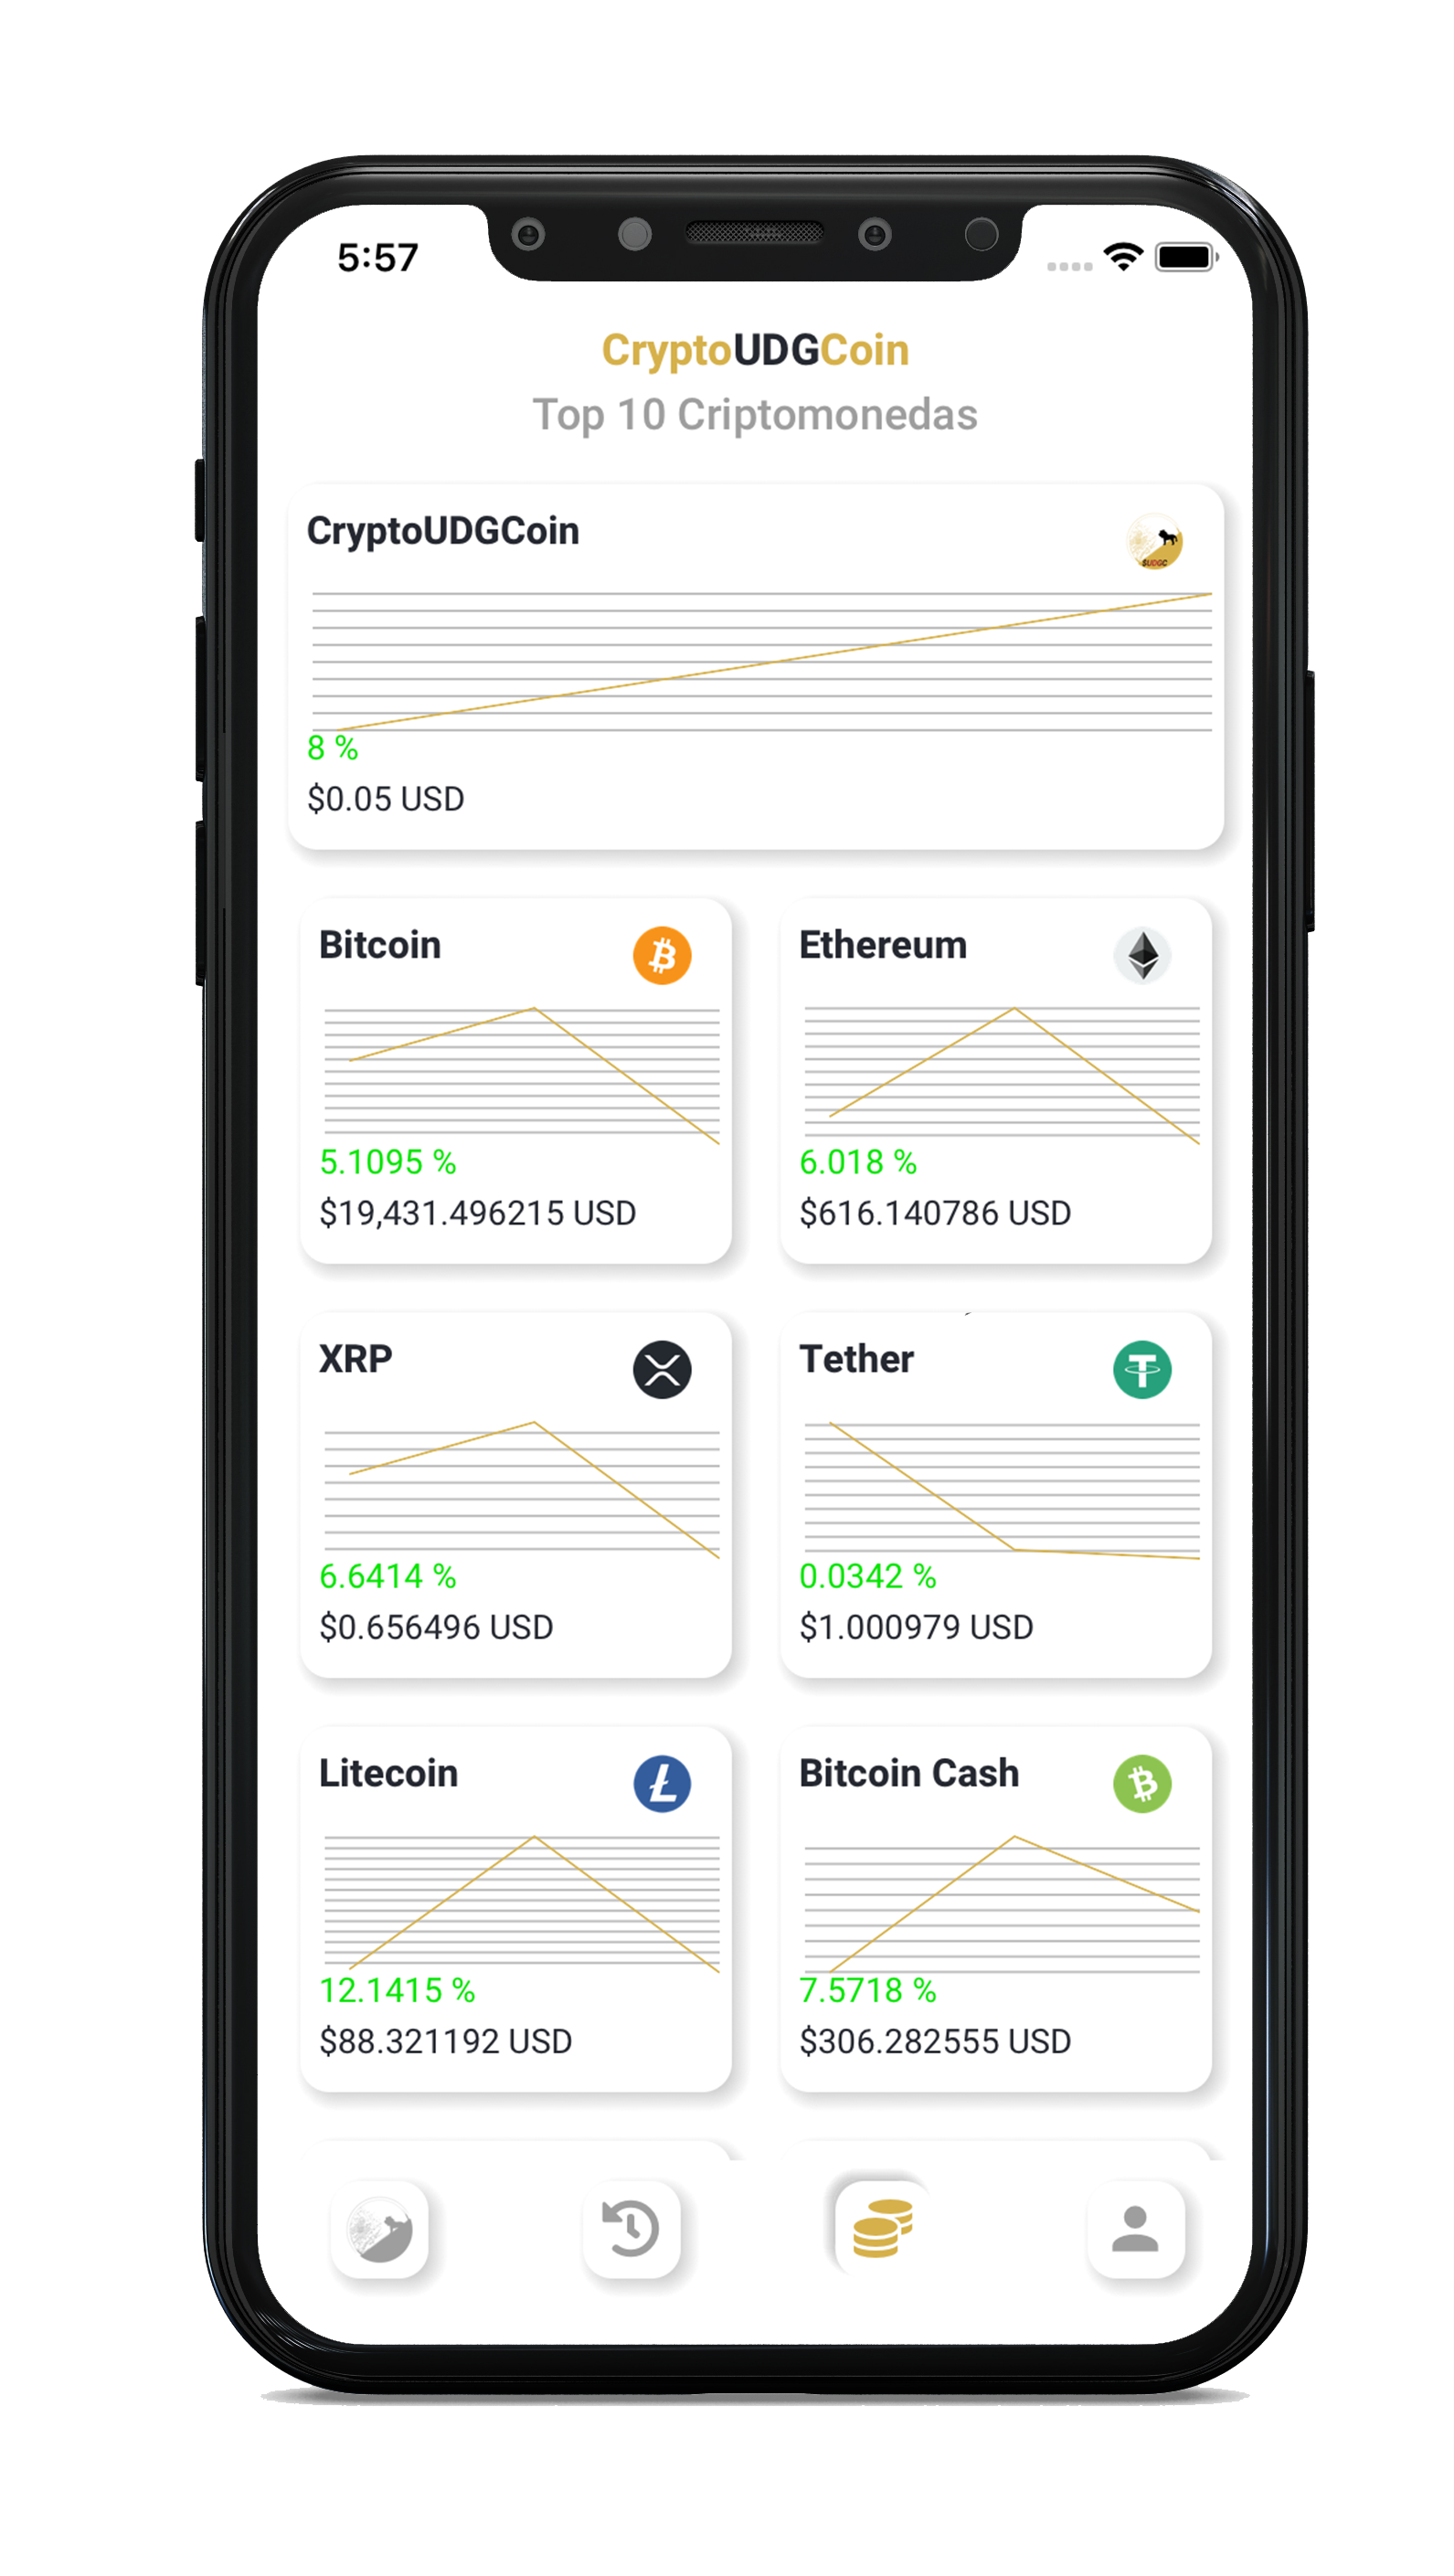 5:57
CryptoUDGCoin
Top 10 Criptomonedas
CryptoUDGCoin
$UDGC
8 %
$0.05 USD
Bitcoin
5.1095 %
$19,431.496215 USD
Ethereum
6.018 %
$616.140786 USD
XRP
6.6414 %
$0.656496 USD
Tether
0.0342 %
$1.000979 USD
Litecoin
12.1415 %
$88.321192 USD
Bitcoin Cash
7.5718 %
$306.282555 USD